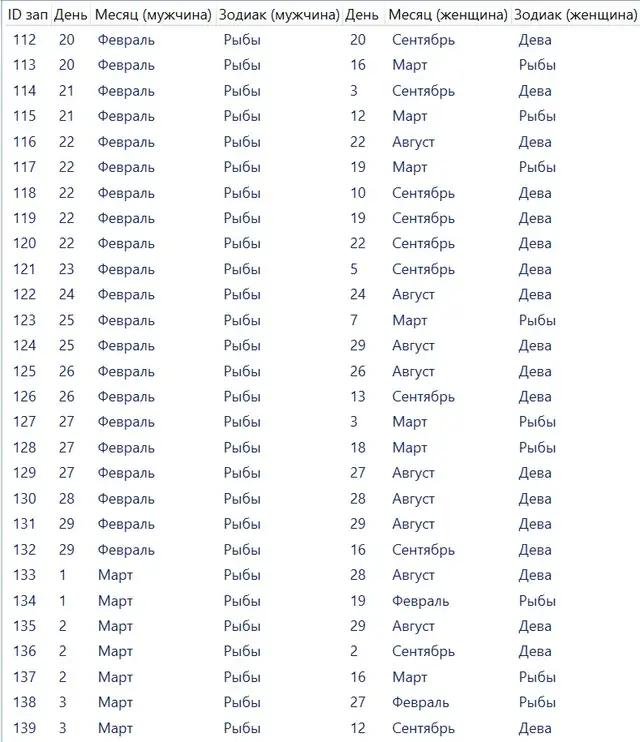 ID зап День Месяц (мужчина) Зодиак (мужчина) День Месяц (женщина) Зодиак (женщина)
112 20 Февраль Рыбы 20 Сентябрь Дева
113 20 Февраль Рыбы 16 Март Рыбы
114 21 Февраль Рыбы 3 Сентябрь Дева
115 21 Февраль Рыбы 12 Март Рыбы
116 22 Февраль Рыбы 22 Август Дева
117 22 Февраль Рыбы 19 Март Рыбы
118 22 Февраль Рыбы 10 Сентябрь Дева
119 22 Февраль Рыбы 19 Сентябрь Дева
120 22 Февраль Рыбы 22 Сентябрь Дева
121 23 Февраль Рыбы 5 Сентябрь Дева
122 24 Февраль Рыбы 24 Август Дева
123 25 Февраль Рыбы 7 Март Рыбы
124 25 Февраль Рыбы 29 Август Дева
125 26 Февраль Рыбы 26 Август Дева
126 26 Февраль Рыбы 13 Сентябрь Дева
127 27 Февраль Рыбы 3 Март Рыбы
128 27 Февраль Рыбы 18 Март Рыбы
129 27 Февраль Рыбы 27 Август Дева
130 28 Февраль Рыбы 28 Август Дева
131 29 Февраль Рыбы 29 Август Дева
132 29 Февраль Рыбы 16 Сентябрь Дева
133 1 Март Рыбы 28 Август Дева
134 1 Март Рыбы 19 Февраль Рыбы
135 2 Март Рыбы 29 Август Дева
136 2 Март Рыбы 2 Сентябрь Дева
137 2 Март Рыбы 16 Март Рыбы
138 3 Март Рыбы 27 Февраль Рыбы
139 3 Март Рыбы 12 Сентябрь Дева